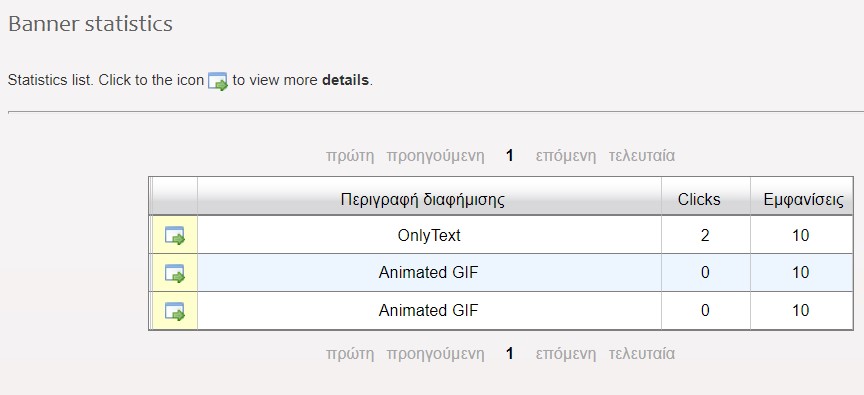 Banner statistics
Statistics list. Click to the icon to view more details.
πρώτη προηγούμενη 1 επόμενη τελευταία
Περιγραφή διαφήμισης Clicks Εμφανίσεις
OnlyText 2 10
Animated GIF 0 10
Animated GIF 0 10
πρώτη προηγούμενη 1 επόμενη τελευταία